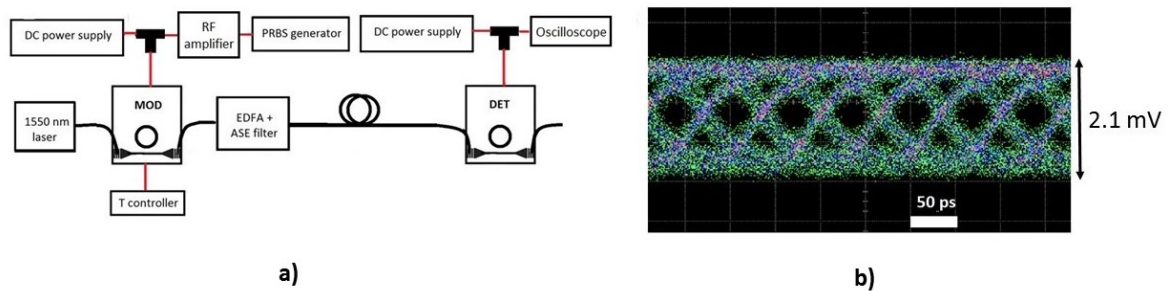 DC power supply
RF
amplifier
PRBS generator
DC power supply
Oscilloscope
MOD
DET
1550 nm
laser
EDFA +
ASE filter
T controller
2.1 mV
50 ps
a)
b)